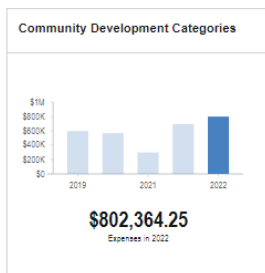 Community Development Categories
$1M
$800K
$600K
$400K
$200K
$0
2019 2021 2022
$802,364.25
Expenses in 2022